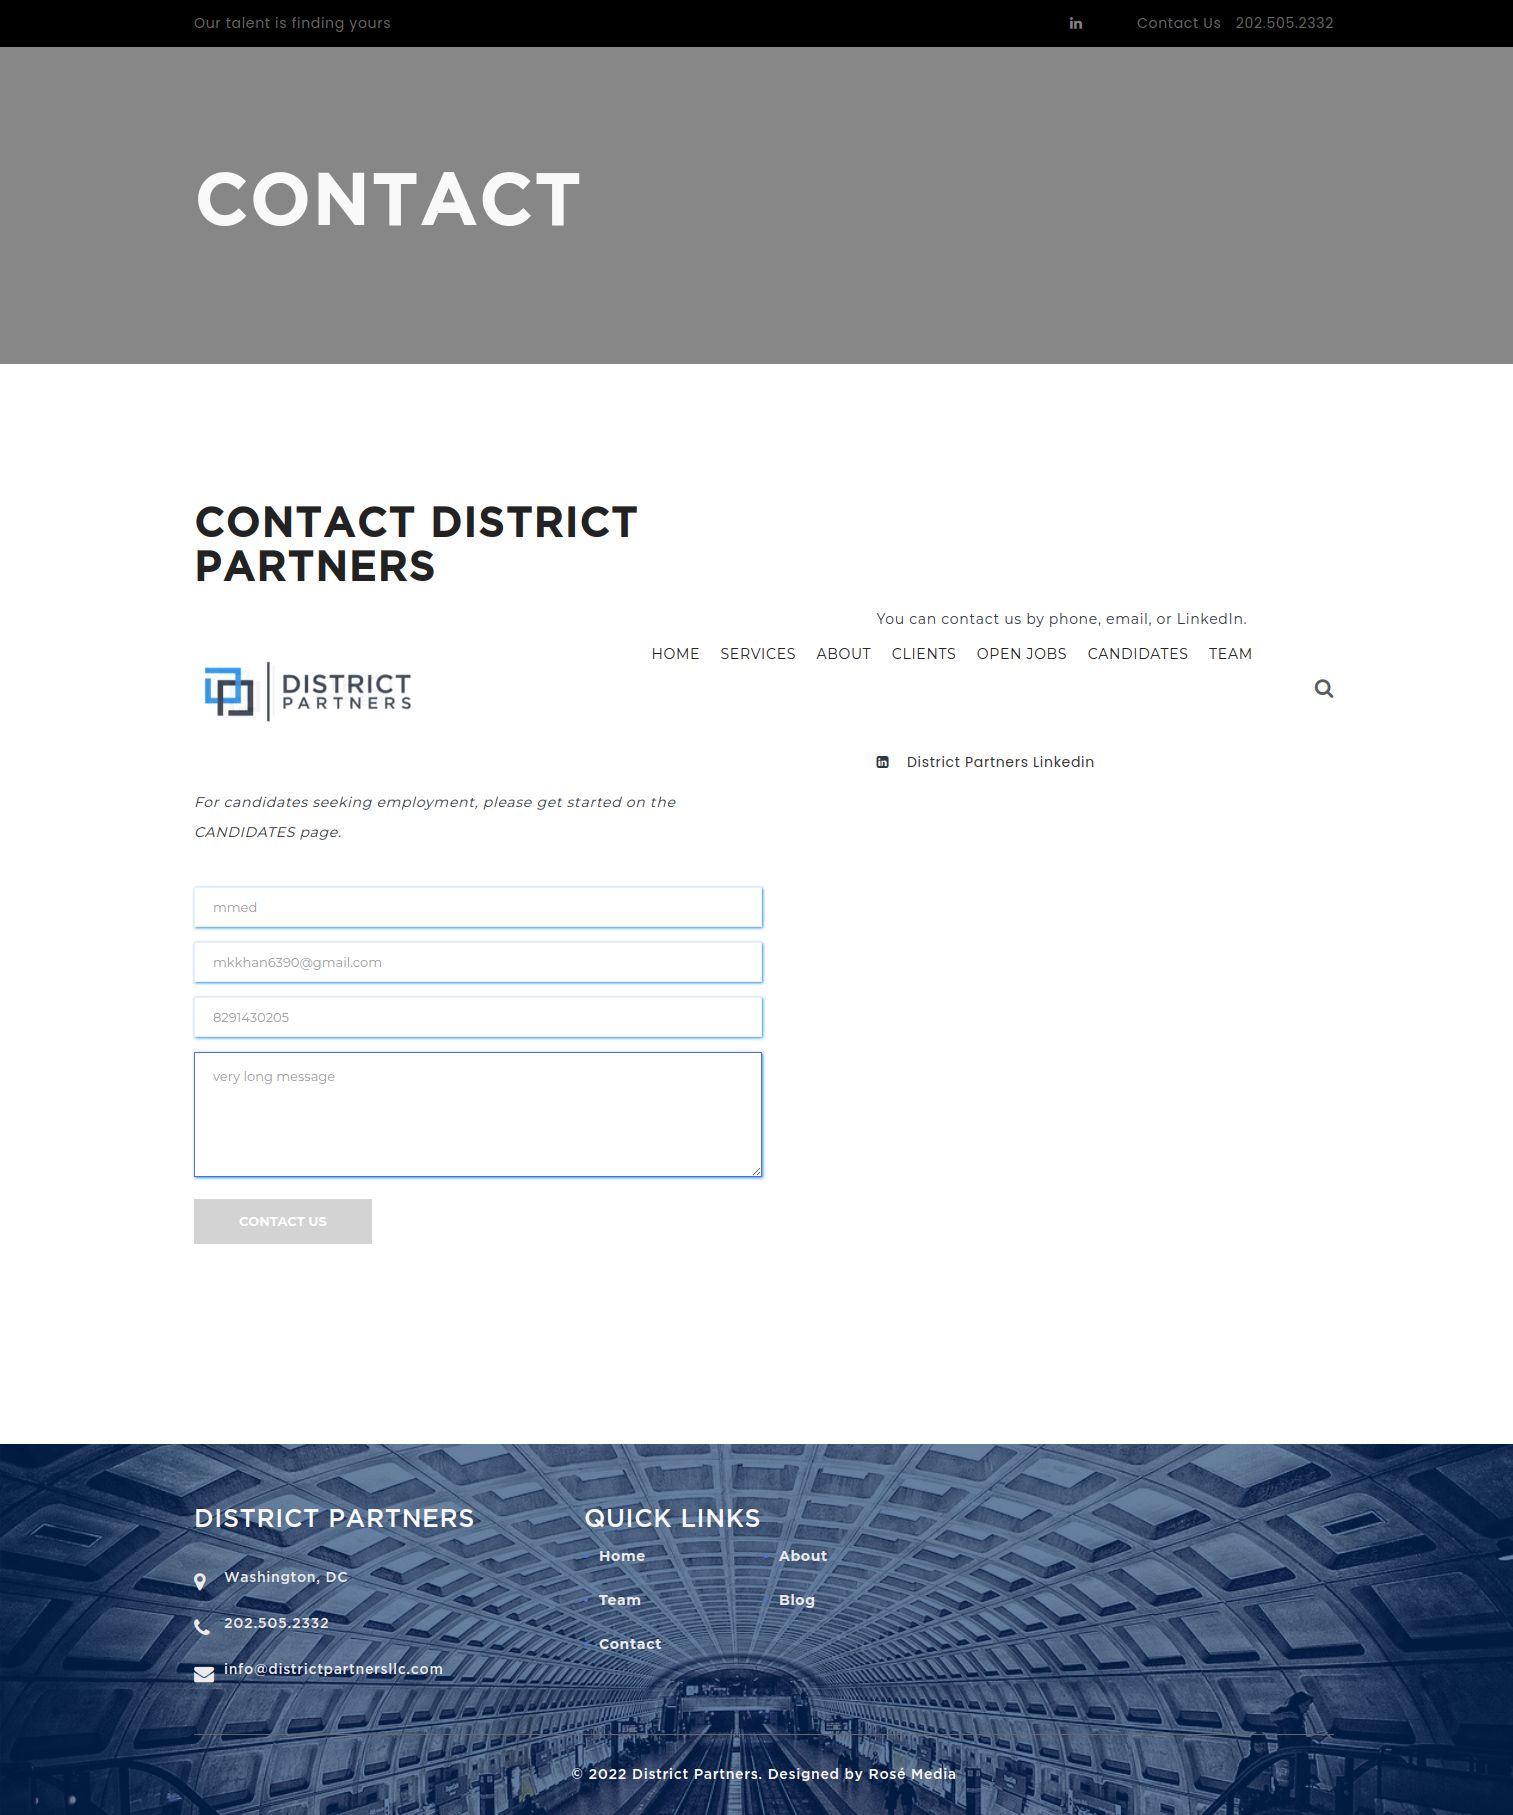 Our talent is finding yours
Contact Us 202.505.2332
CONTACT
CONTACT DISTRICT
PARTNERS
You can contact us by phone, email, or LinkedIn.
HOME SERVICES ABOUT CLIENTS OPEN JOBS CANDIDATES TEAM
DISTRICT
PARTNERS
District Partners Linkedin
For candidates seeking employment, please get started on the
CANDIDATES page.
mmed
mkkhan6390@gmail.com
8291430205
very long message
CONTACT US
DISTRICT PARTNERS
Washington, DC
202.505.2332
info@districtpartnersllc.com
QUICK LINKS
Home About
Team Blog
Contact
© 2022 District Partners. Designed by Rosé Media